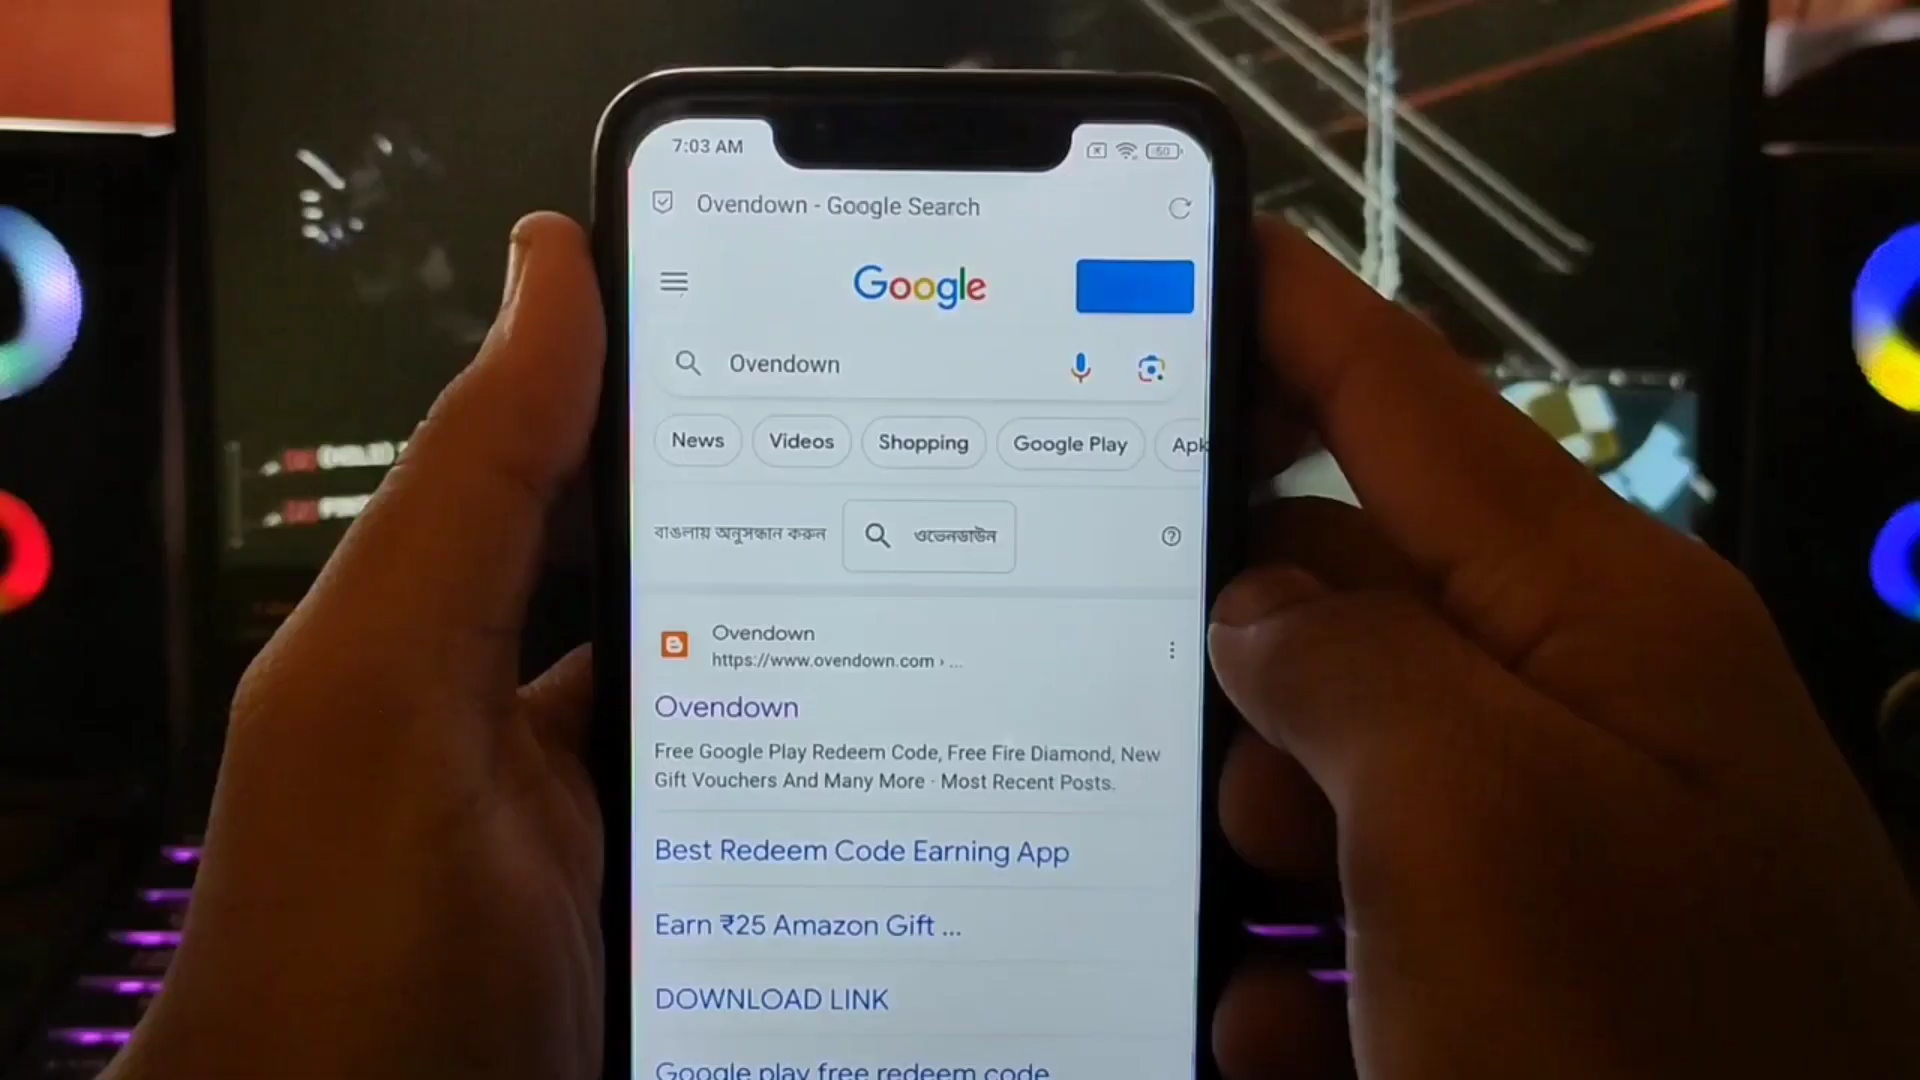 7:03 AM
50
Ovendown - Google Search
Google
Ovendown
News
Videos
Shopping
Google Play
Apk
বাঙলায় অনুসন্ধান করুন
ওভেনডাউন
Ovendown
https://www.ovendown.com › ...
Ovendown
Free Google Play Redeem Code, Free Fire Diamond, New
Gift Vouchers And Many More · Most Recent Posts.
Best Redeem Code Earning App
Earn ₹25 Amazon Gift ...
DOWNLOAD LINK
Google play free redeem code